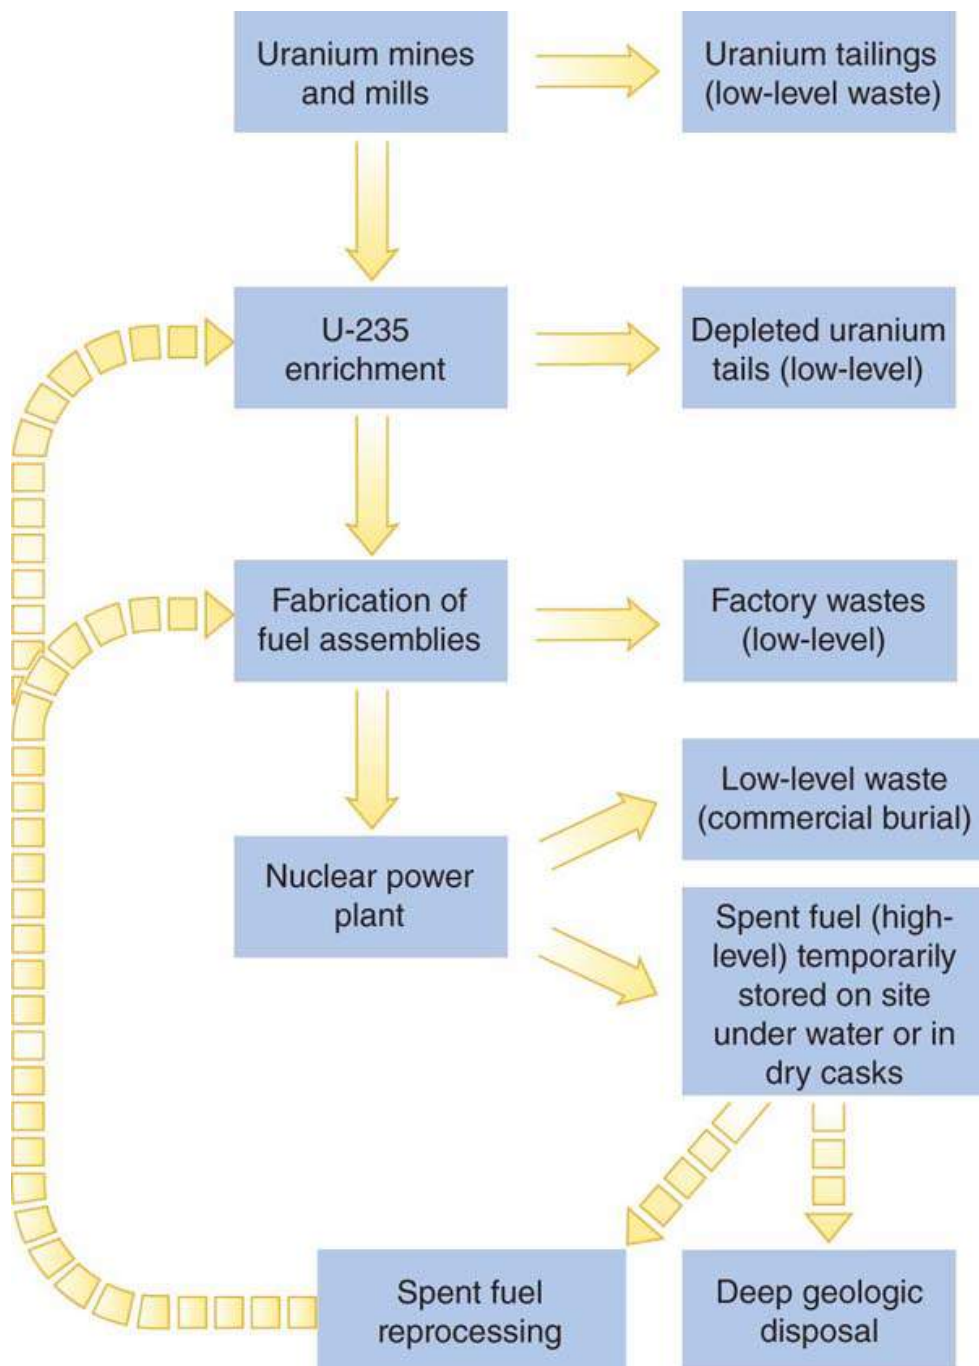 Uranium mines
and mills
Uranium tailings
(low-level waste)
U-235
enrichment
Depleted uranium
tails (low-level)
Fabrication of
fuel assemblies
Factory wastes
(low-level)
Low-level waste
(commercial burial)
Nuclear power
plant
Spent fuel (high-
level) temporarily
stored on site
under water or in
dry casks
Spent fuel
reprocessing
Deep geologic
disposal